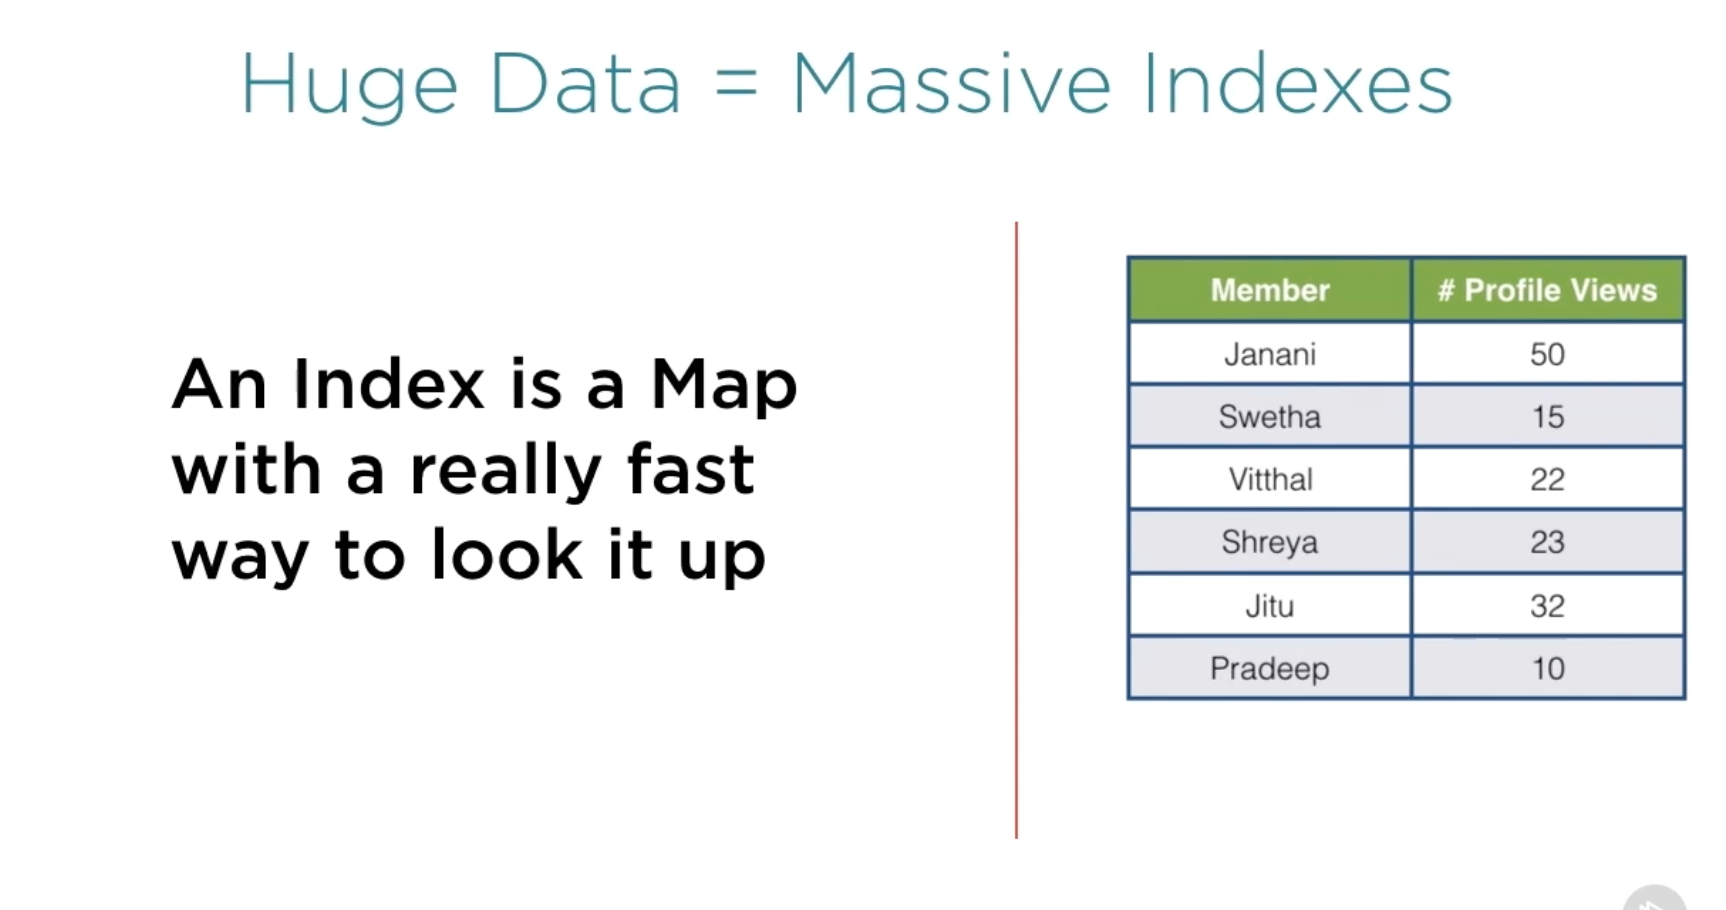 Huge Data = Massive Indexes
An Index is a Map
with a really fast
way to look it up
Member # Profile Views
Janani 50
Swetha 15
Vitthal 22
Shreya 23
Jitu 32
Pradeep 10